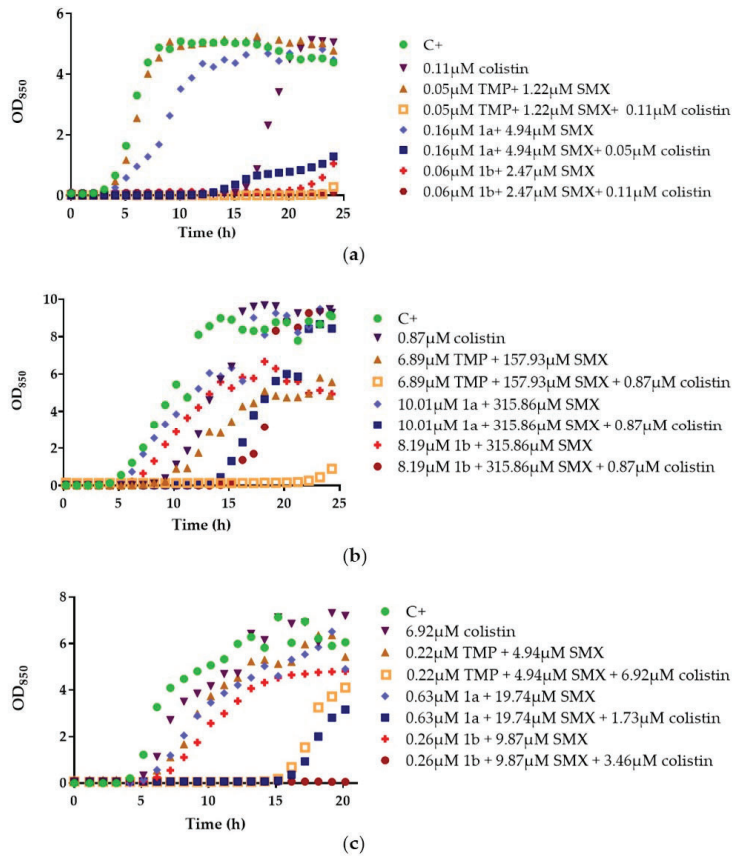 6
4
2
0
OD850
0 5 10 15 20 25
Time (h)
C+
0.11µM colistin
0.05µM TMP+ 1.22µM SMX
0.05µM TMP+ 1.22µM SMX+ 0.11µM colistin
0.16µM 1a+ 4.94µM SMX
0.16µM 1a+ 4.94µM SMX+ 0.05µM colistin
0.06µM 1b+ 2.47µM SMX
0.06µM 1b+ 2.47µM SMX+ 0.11µM colistin
(a)
10
8
6
4
2
0
OD850
0 5 10 15 20 25
Time (h)
C+
0.87µM colistin
6.89µM TMP + 157.93µM SMX
6.89µM TMP + 157.93µM SMX + 0.87µM colistin
10.01µM 1a + 315.86µM SMX
10.01µM 1a + 315.86µM SMX + 0.87µM colistin
8.19µM 1b + 315.86µM SMX
8.19µM 1b + 315.86µM SMX + 0.87µM colistin
(b)
8
6
4
2
0
OD850
0 5 10 15 20
Time (h)
C+
6.92µM colistin
0.22µM TMP + 4.94µM SMX
0.22µM TMP + 4.94µM SMX + 6.92µM colistin
0.63µM 1a + 19.74µM SMX
0.63µM 1a + 19.74µM SMX + 1.73µM colistin
0.26µM 1b + 9.87µM SMX
0.26µM 1b + 9.87µM SMX + 3.46µM colistin
(c)